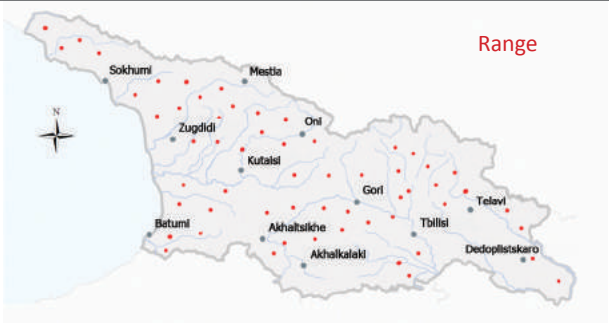 Range
Sokhumi
Mestia
N
Zugdidi
Oni
Kutaisi
Gori
Telavi
Batumi
Akhaltsikhe
Tbilisi
Akhalkalaki
Dedoplistskaro